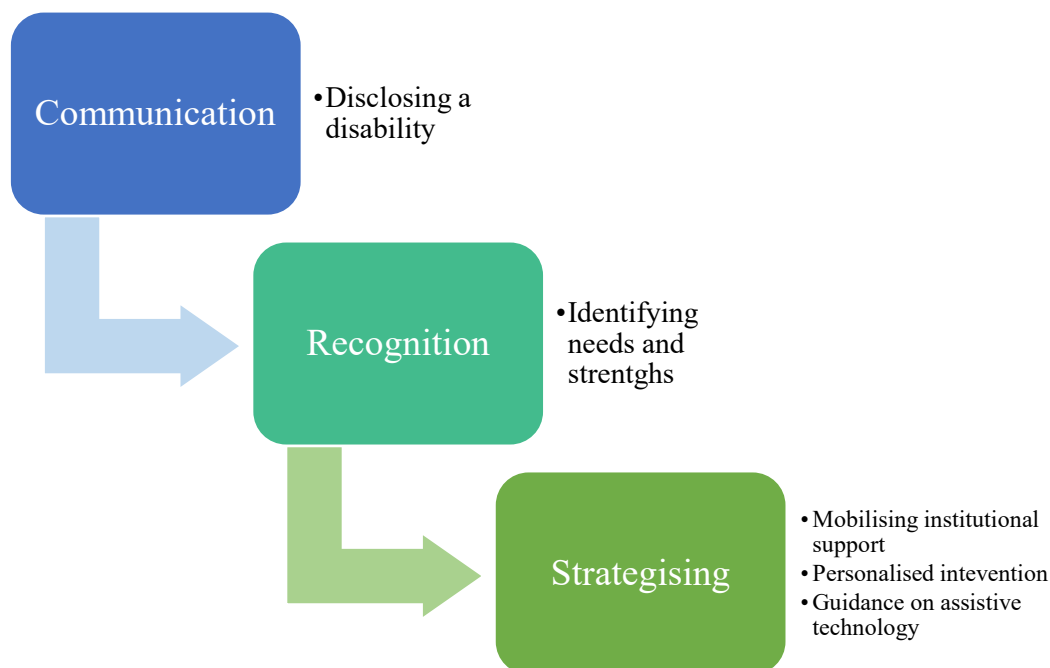 Communication
•Disclosing a
disability
Recognition
•Identifying
needs and
strentghs
Strategising
•Mobilising institutional
support
•Personalised intevention
•Guidance on assistive
technology